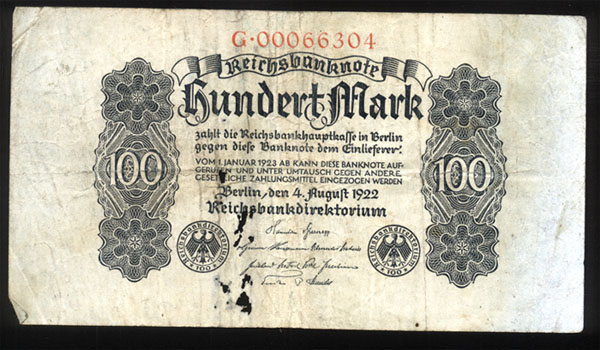 G·00066304
Reichsbanknote
Hundert Mark
zahlt die Reichsbankhauptkasse in Berlin
gegen diese Banknote dem Einlieferer.
VOM 1. JANUAR 1923 AB KANN DIESE BANKNOTE AUF-
GERUFEN UND UNTER UMTAUSCH GEGEN ANDERE
GESETZLICHE ZAHLUNGSMITTEL EINGEZOGEN WERDEN
Berlin, den 4. August 1922
Reichsbankdirektorium
100
100
100
100